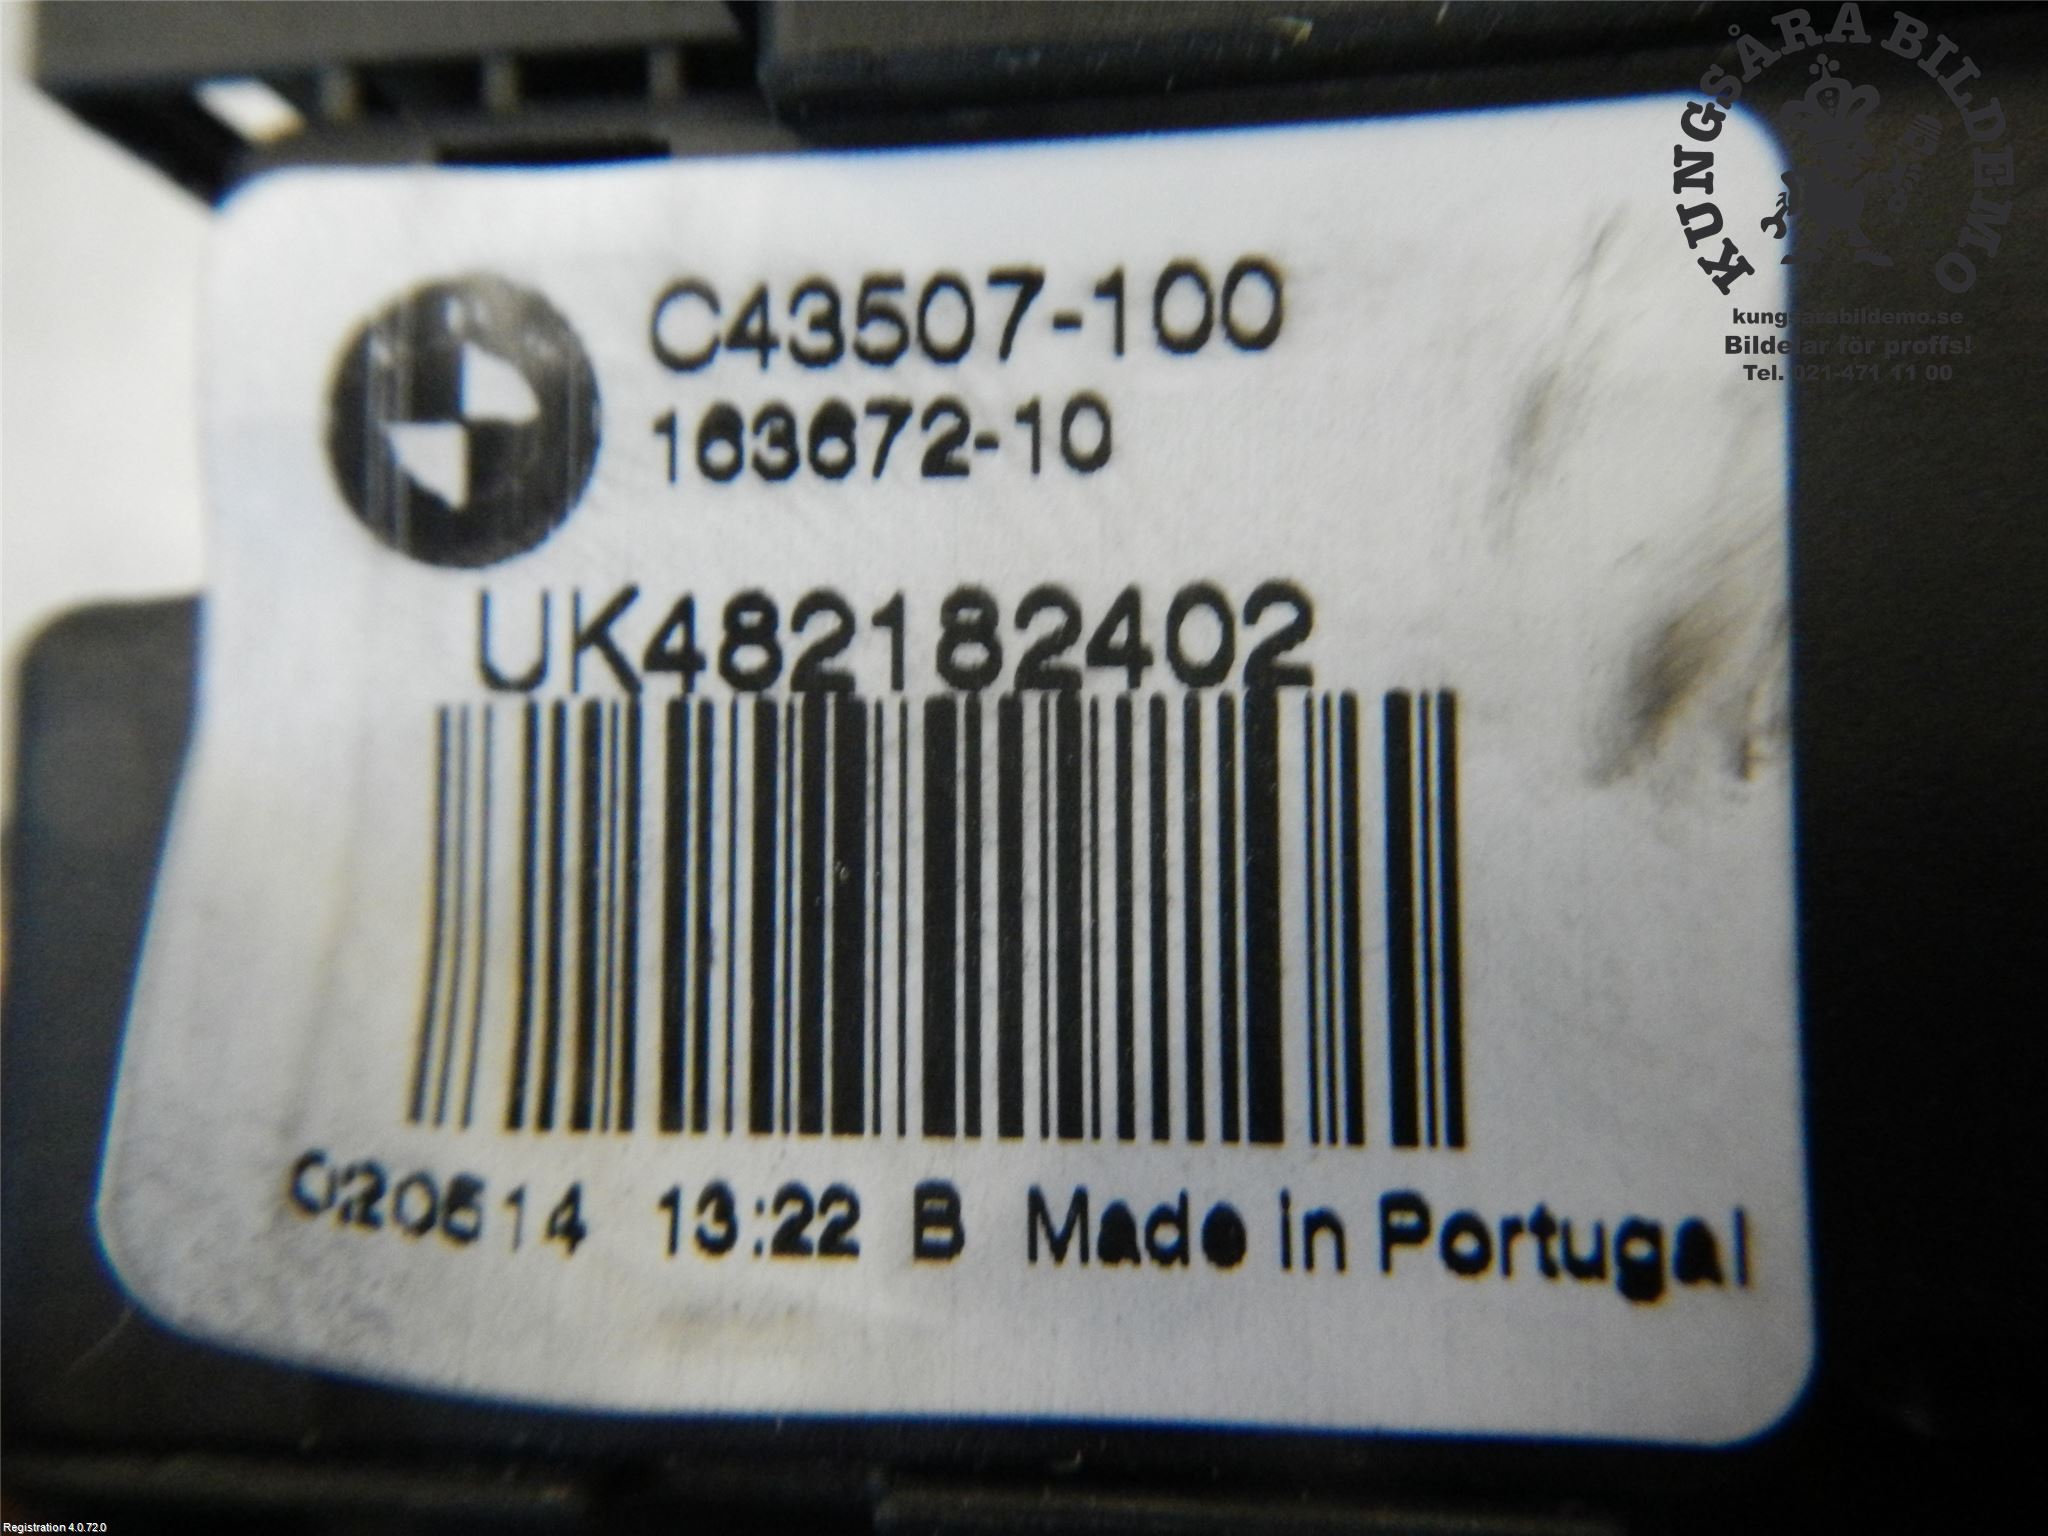 KUNGSÅRA BILDEMO
kungsarabildemo.se
Bildelar för proffs!
Tel. 021-471 11 00
C43507-100
163672-10
UK482182402
020514 13:22 B Made in Portugal
Registration 4.0.72.0